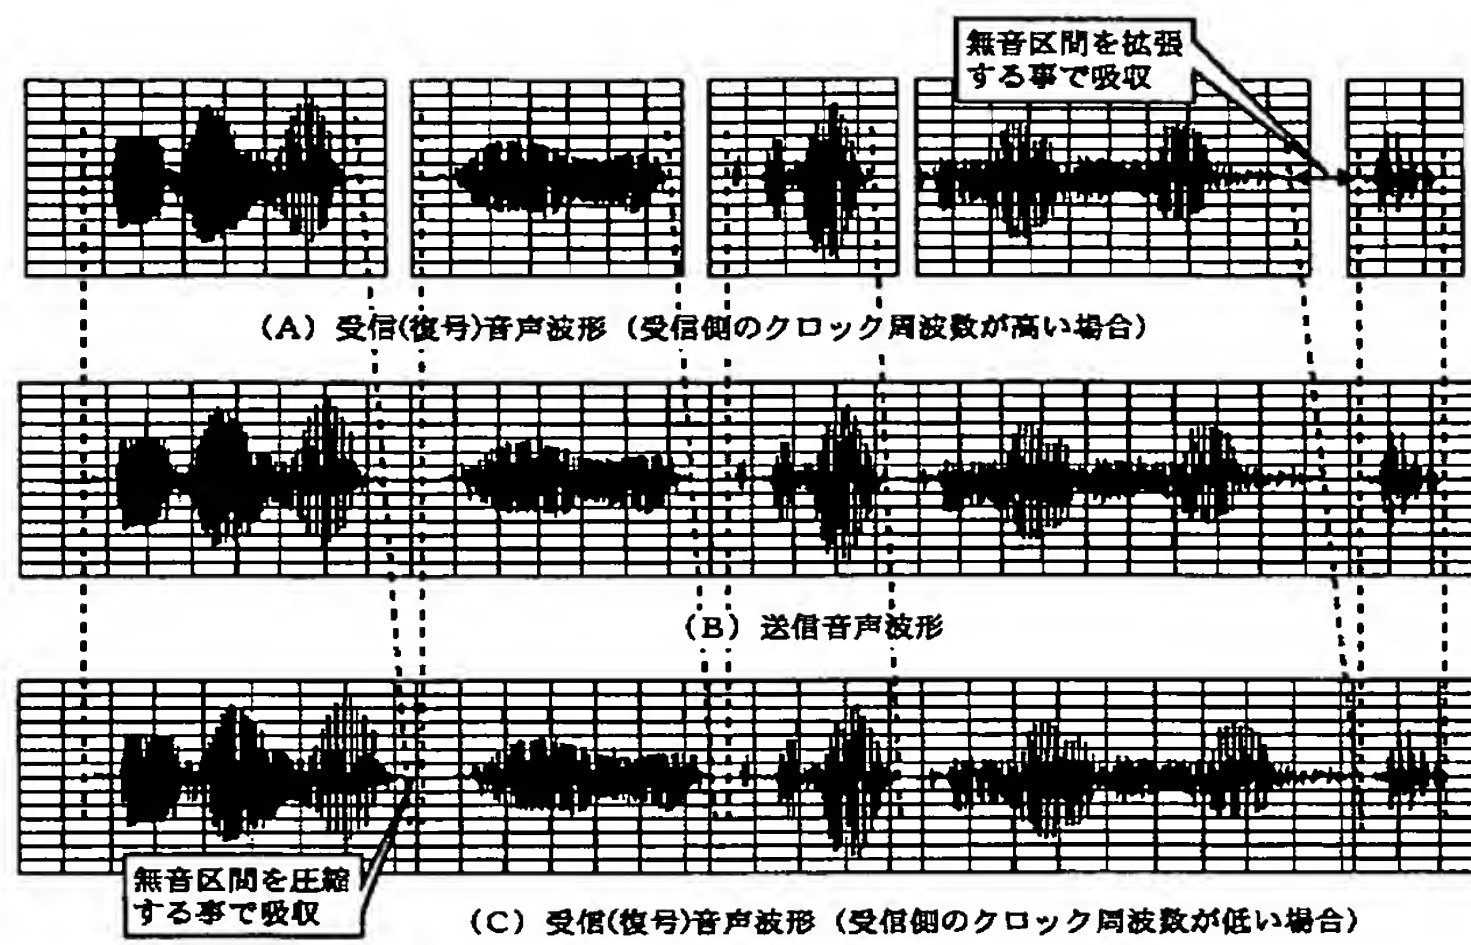 無音区間を拡張
する事で吸収
(A) 受信(復号)音声波形 (受信側のクロック周波数が高い場合)
(B) 送信音声波形
無音区間を圧縮
する事で吸収
(C) 受信(復号)音声波形 (受信側のクロック周波数が低い場合)